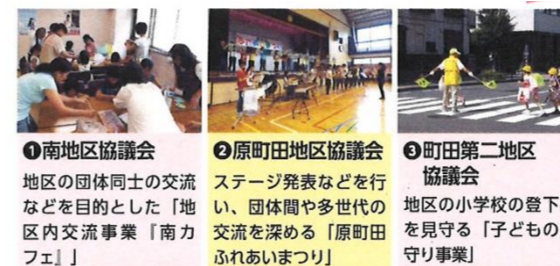 ❶南地区協議会
地区の団体同士の交流
などを目的とした「地
区内交流事業『南カ
フェ』」
❷原町田地区協議会
ステージ発表などを行
い、団体間や多世代の
交流を深める「原町田
ふれあいまつり」
❸町田第二地区
協議会
地区の小学校の登下
を見守る「子どもの
守り事業」